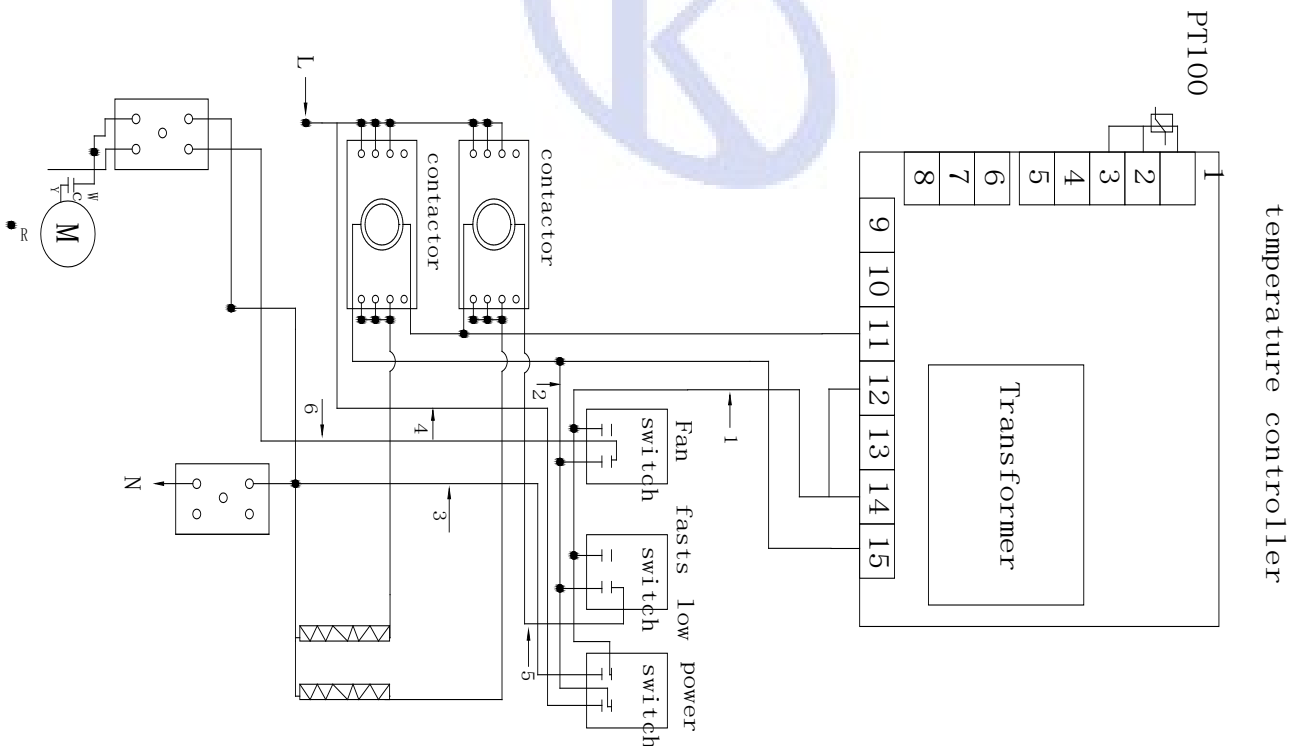 temperature controller
PT100
1
2
3
4
5
6
7
8
9
10
11
12
13
14
15
Transformer
contactor
contactor
L
1
2
Fan
switch
fasts
switch
low power
switch
4
6
3
5
N
W
C
Y
M
R